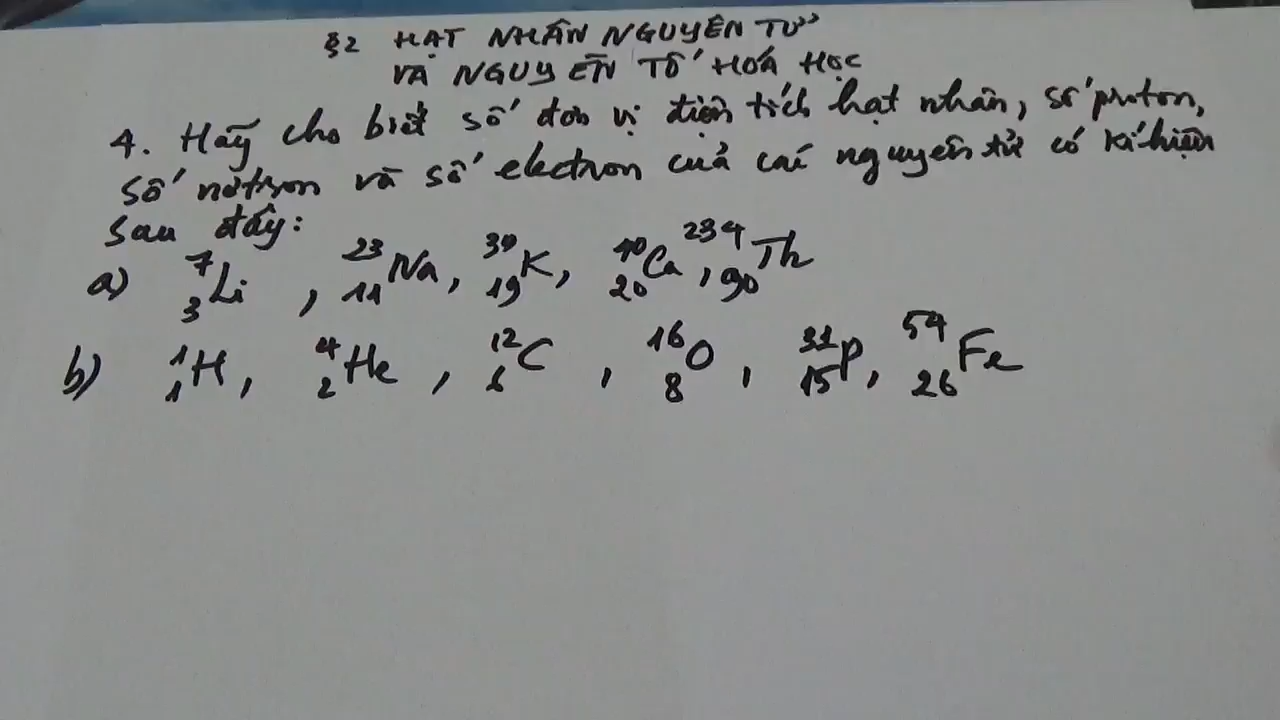 §2 HẠT NHÂN NGUYÊN TỬ
VÀ NGUYÊN TỐ HOÁ HỌC
4. Hãy cho biết số đơn vị điện tích hạt nhân, số proton,
số nơtron và số electron của các nguyên tử có kí hiệu
sau đây:
a) ⁷₃Li, ²³₁₁Na, ³⁹₁₉K, ⁴⁰₂₀Ca, ²³⁴₉₀Th
b) ¹₁H, ⁴₂He, ¹²₆C, ¹⁶₈O, ³¹₁₅P, ⁵⁴₂₆Fe